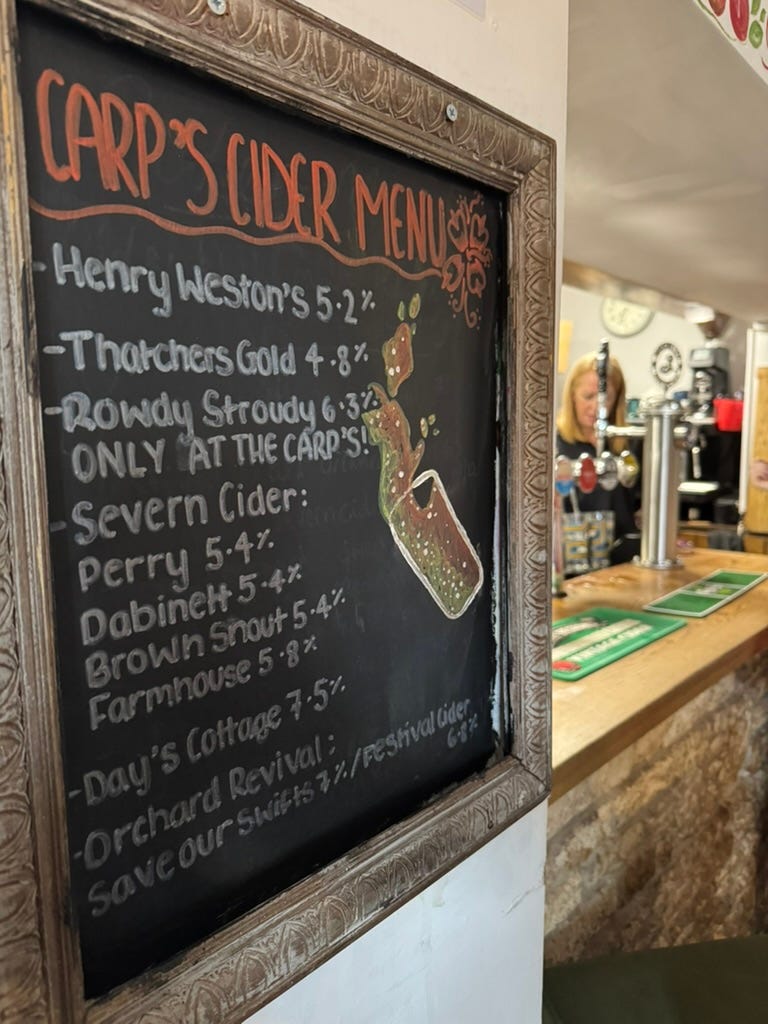 CARP'S CIDER MENU
- Henry Weston's 5.2%
- Thatchers Gold 4.8%
- Rowdy Stroudy 6.3%
ONLY AT THE CARP'S!
- Severn Cider:
Perry 5.4%
Dabinett 5.4%
Brown Snout 5.4%
Farmhouse 5.8%
- Day's Cottage 7.5%
- Orchard Revival:
Save our Swifts 7%/Festival Cider
6.8%